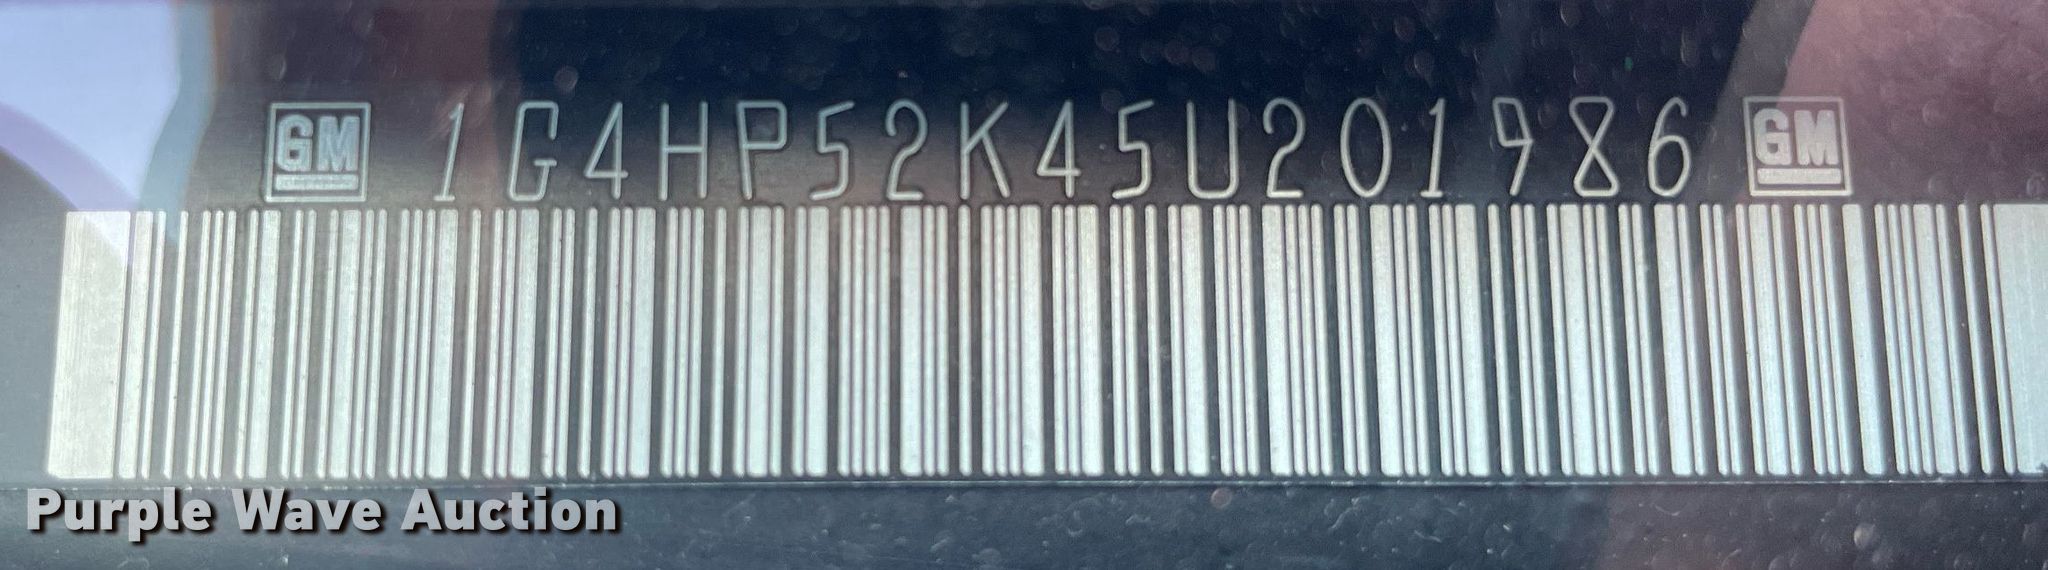 GM 1G4HP52K45U201986 GM
Purple Wave Auction